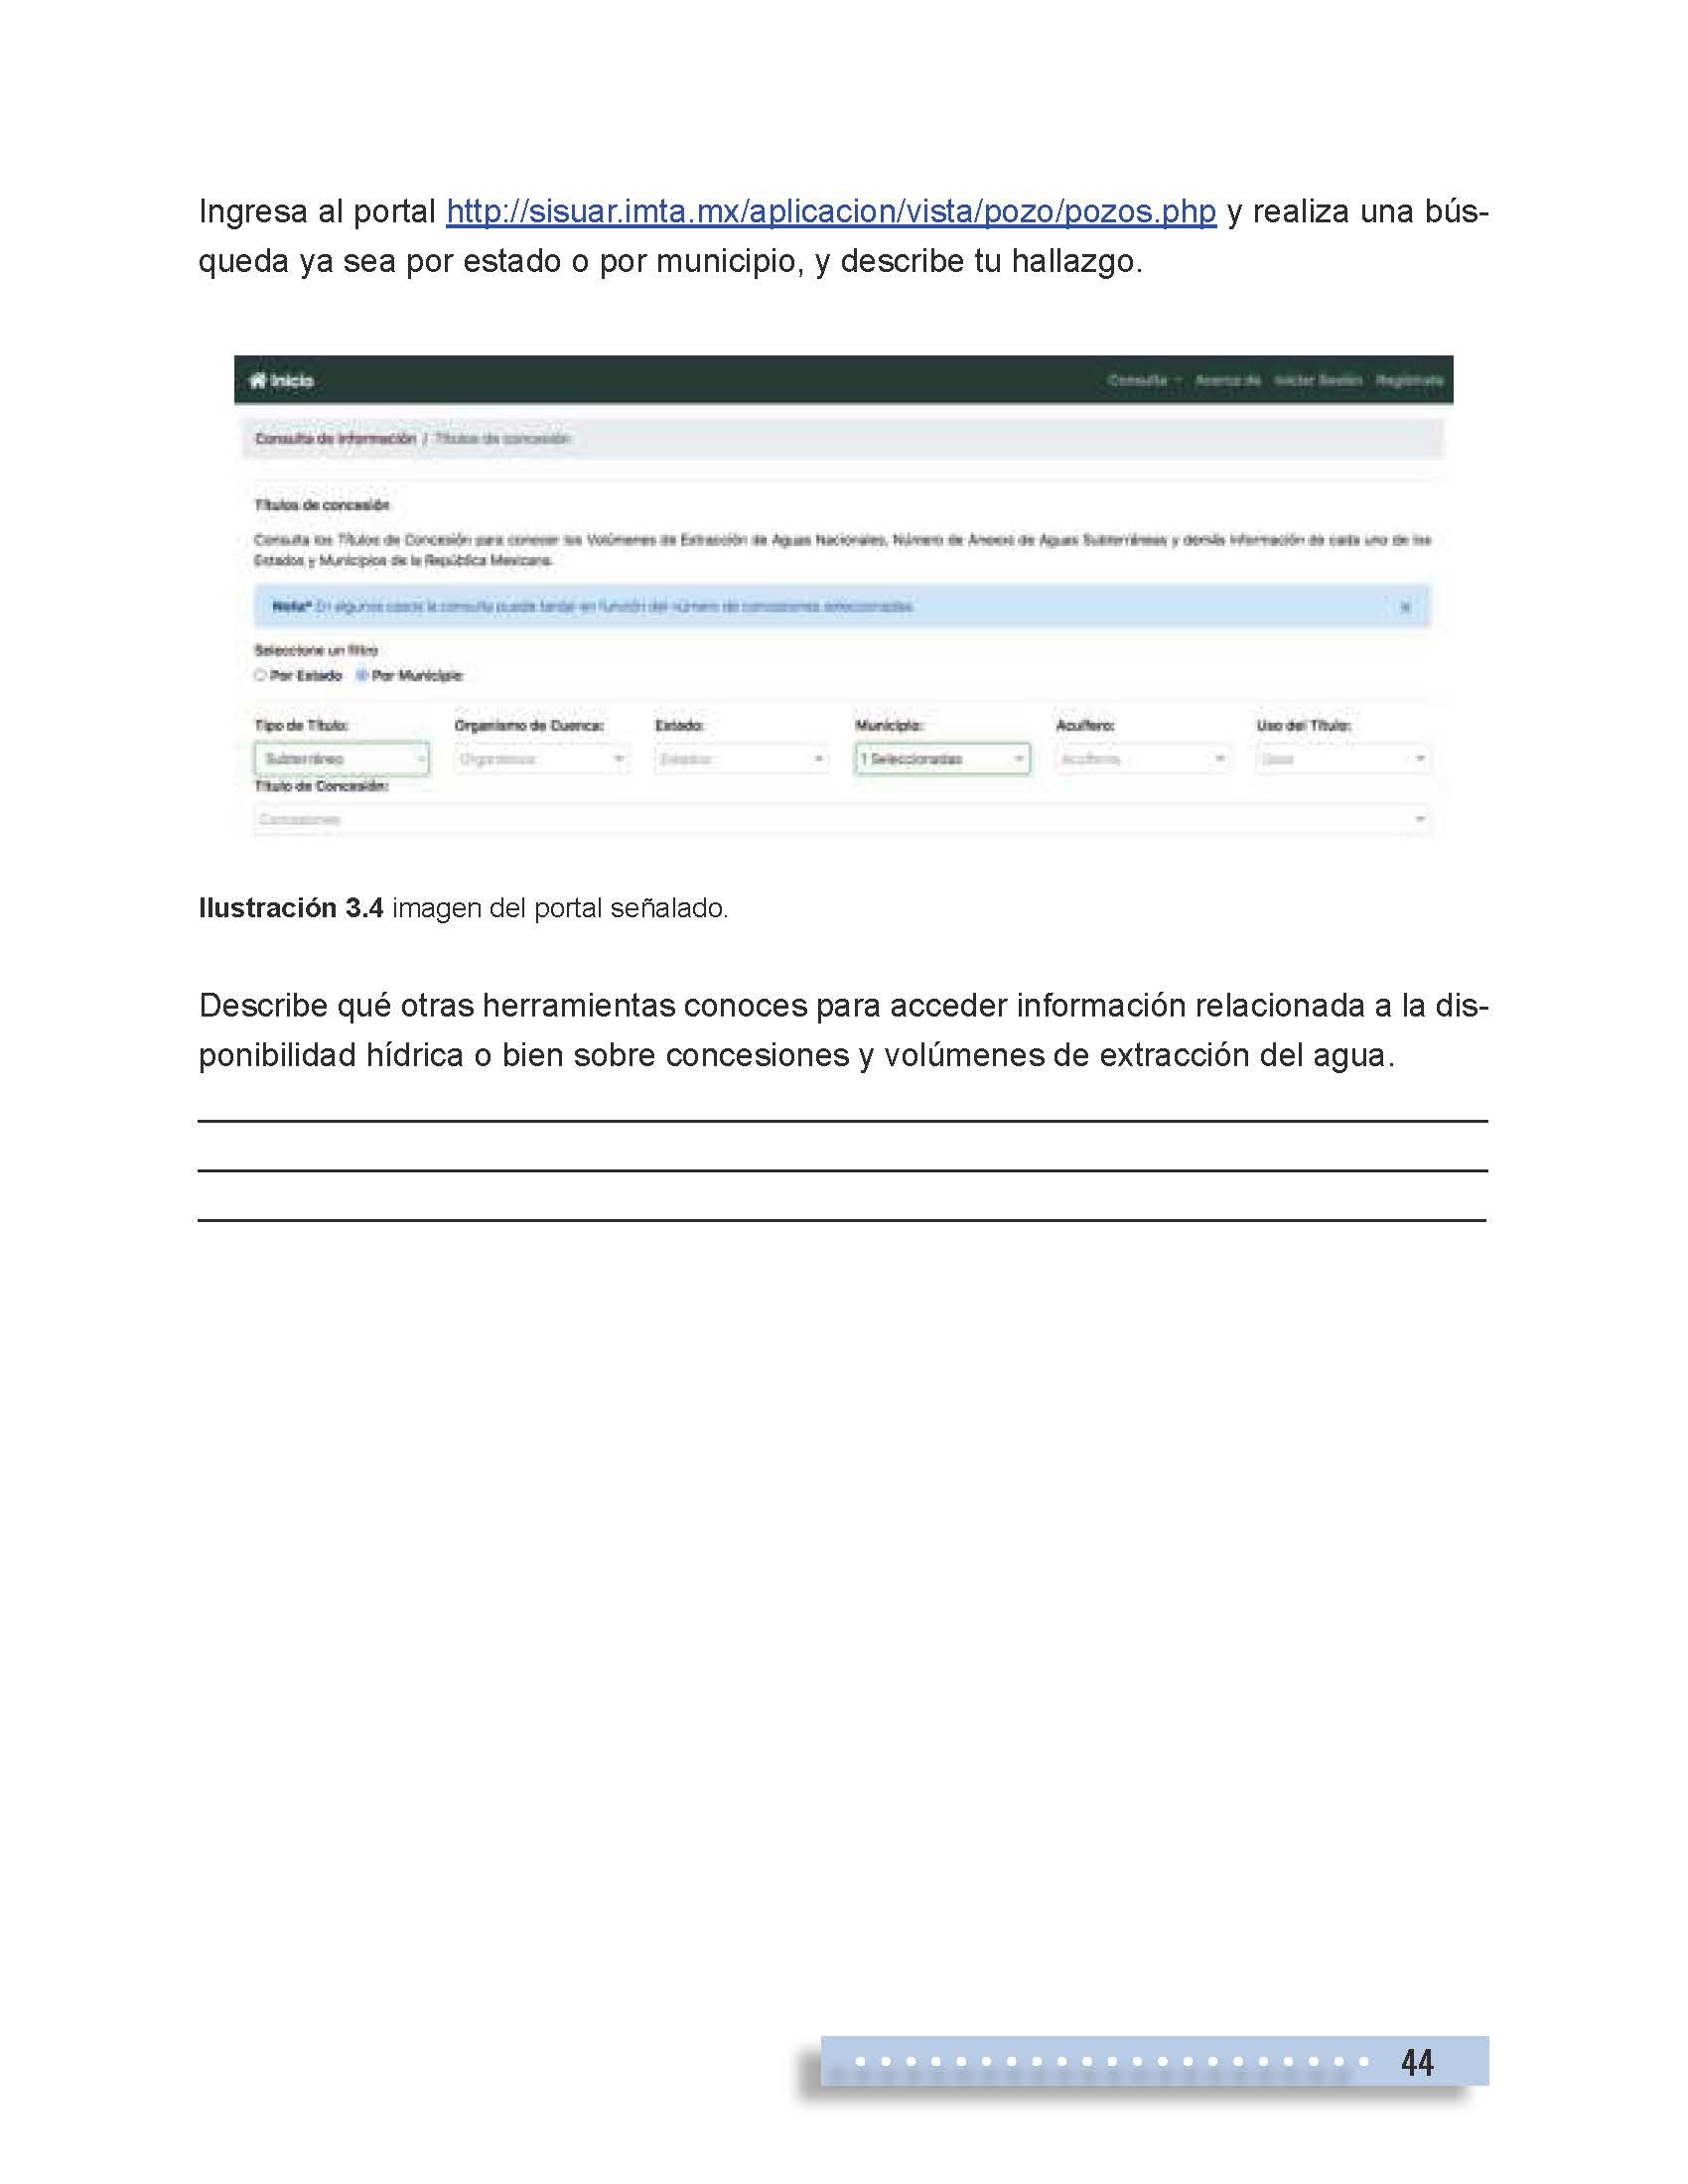 Ingresa al portal http://sisuar.imta.mx/aplicacion/vista/pozo/pozos.php y realiza una bús-
queda ya sea por estado o por municipio, y describe tu hallazgo.
Inicio
Consulta Acerca de Iniciar Sesión Regístrate
Consulta de información / Títulos de concesión
Títulos de concesión
Consulta los Títulos de Concesión para conocer los Volúmenes de Extracción de Aguas Nacionales, Número de Anexos de Aguas Subterráneas y demás información de cada uno de los
Estados y Municipios de la República Mexicana.
Nota* En algunos casos la consulta puede tardar en función del número de concesiones seleccionadas.
Seleccione un filtro
Por Estado Por Municipio
Tipo de Título: Organismo de Cuenca: Estado: Municipio: Acuífero: Uso del Título:
Subterráneo Organismos Estados 1 Seleccionadas Acuíferos Usos
Título de Concesión:
Concesiones
Ilustración 3.4 imagen del portal señalado.
Describe qué otras herramientas conoces para acceder información relacionada a la dis-
ponibilidad hídrica o bien sobre concesiones y volúmenes de extracción del agua.
44